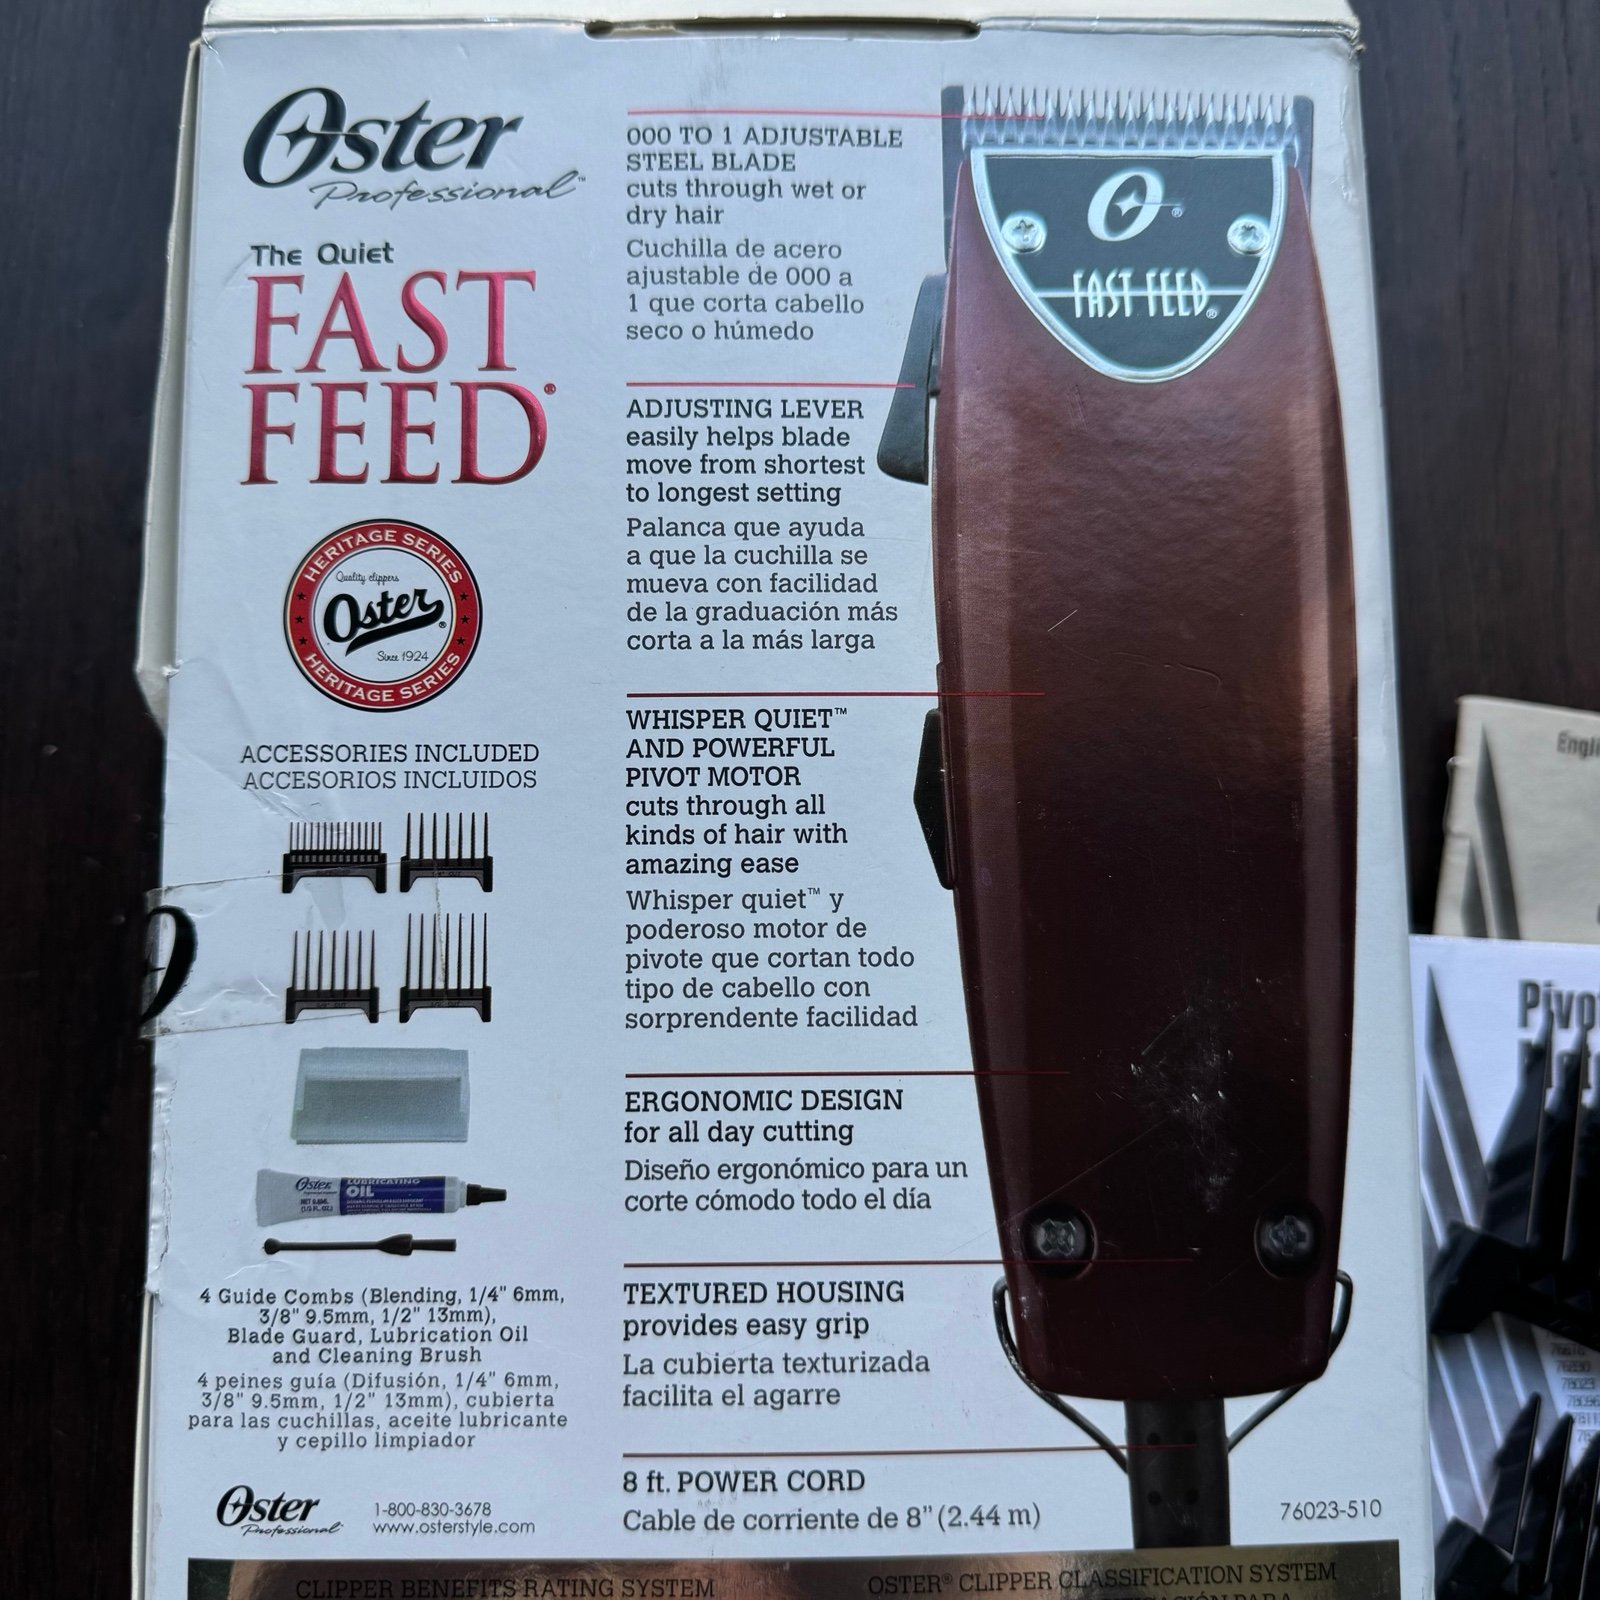 Oster
Professional™
The Quiet
FAST
FEED®
HERITAGE SERIES
Quality clippers
Oster®
Since 1924
HERITAGE SERIES
ACCESSORIES INCLUDED
ACCESORIOS INCLUIDOS
Oster
LUBRICATING
OIL
4 Guide Combs (Blending, 1/4" 6mm,
3/8" 9.5mm, 1/2" 13mm),
Blade Guard, Lubrication Oil
and Cleaning Brush
4 peines guía (Difusión, 1/4" 6mm,
3/8" 9.5mm, 1/2" 13mm), cubierta
para las cuchillas, aceite lubricante
y cepillo limpiador
Oster
Professional
1-800-830-3678
www.osterstyle.com
000 TO 1 ADJUSTABLE
STEEL BLADE
cuts through wet or
dry hair
Cuchilla de acero
ajustable de 000 a
1 que corta cabello
seco o húmedo
ADJUSTING LEVER
easily helps blade
move from shortest
to longest setting
Palanca que ayuda
a que la cuchilla se
mueva con facilidad
de la graduación más
corta a la más larga
WHISPER QUIET™
AND POWERFUL
PIVOT MOTOR
cuts through all
kinds of hair with
amazing ease
Whisper quiet™ y
poderoso motor de
pivote que cortan todo
tipo de cabello con
sorprendente facilidad
ERGONOMIC DESIGN
for all day cutting
Diseño ergonómico para un
corte cómodo todo el día
TEXTURED HOUSING
provides easy grip
La cubierta texturizada
facilita el agarre
8 ft. POWER CORD
Cable de corriente de 8” (2.44 m)
O®
FAST FEED®
76023-510
CLIPPER BENEFITS RATING SYSTEM
OSTER® CLIPPER CLASSIFICATION SYSTEM